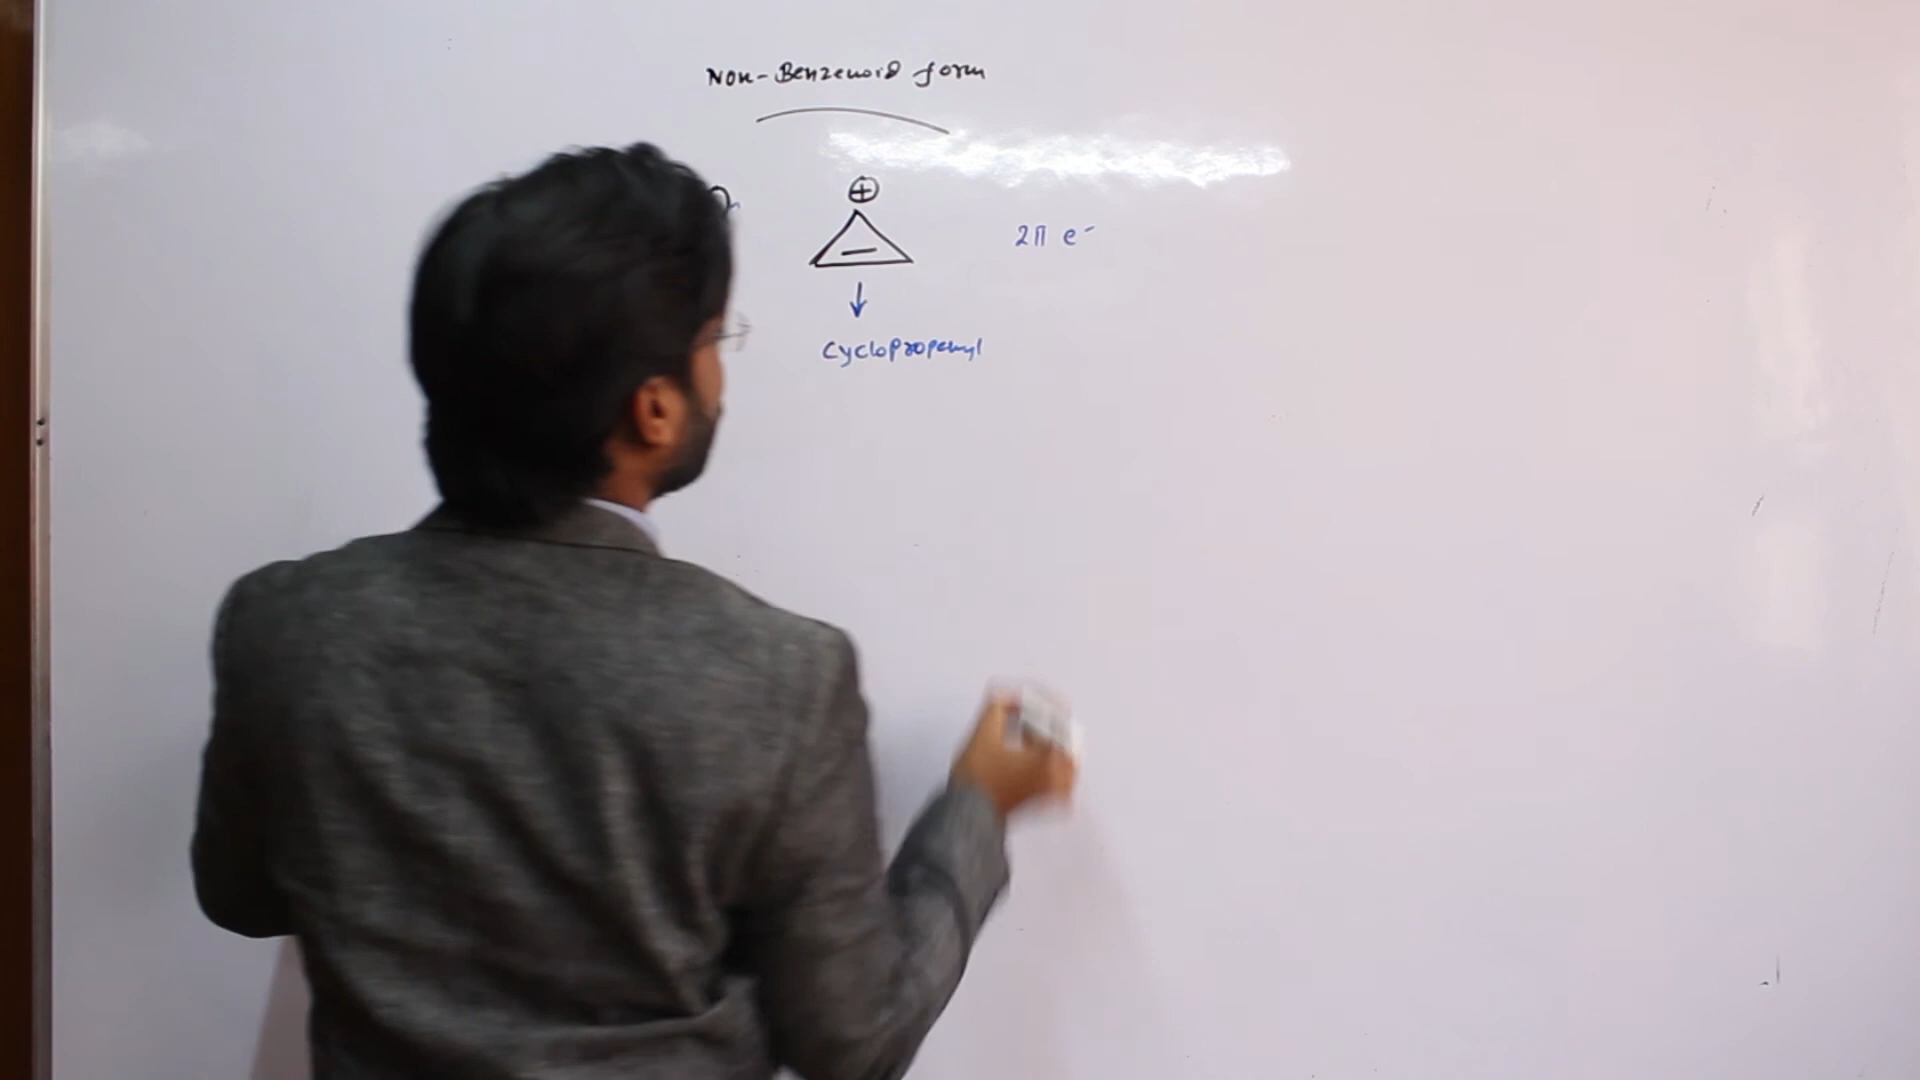 Non-Benzenoid form
⊕
2π e⁻
Cyclopropenyl